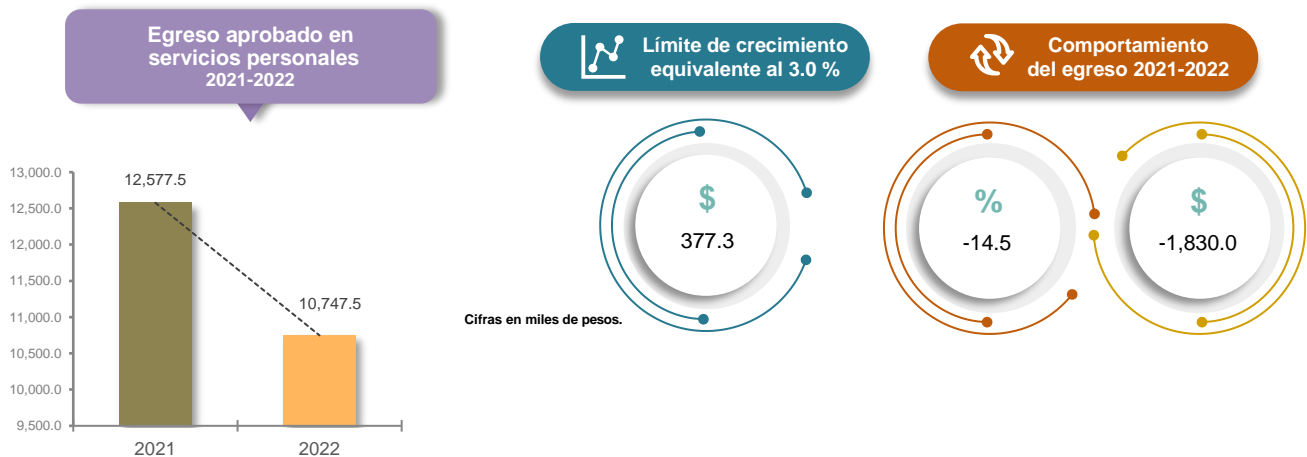 Egreso aprobado en
servicios personales
2021-2022
Límite de crecimiento
equivalente al 3.0 %
Comportamiento
del egreso 2021-2022
13,000.0
12,500.0
12,000.0
11,500.0
11,000.0
10,500.0
10,000.0
9,500.0
12,577.5
10,747.5
2021
2022
$
377.3
%
-14.5
$
-1,830.0
Cifras en miles de pesos.